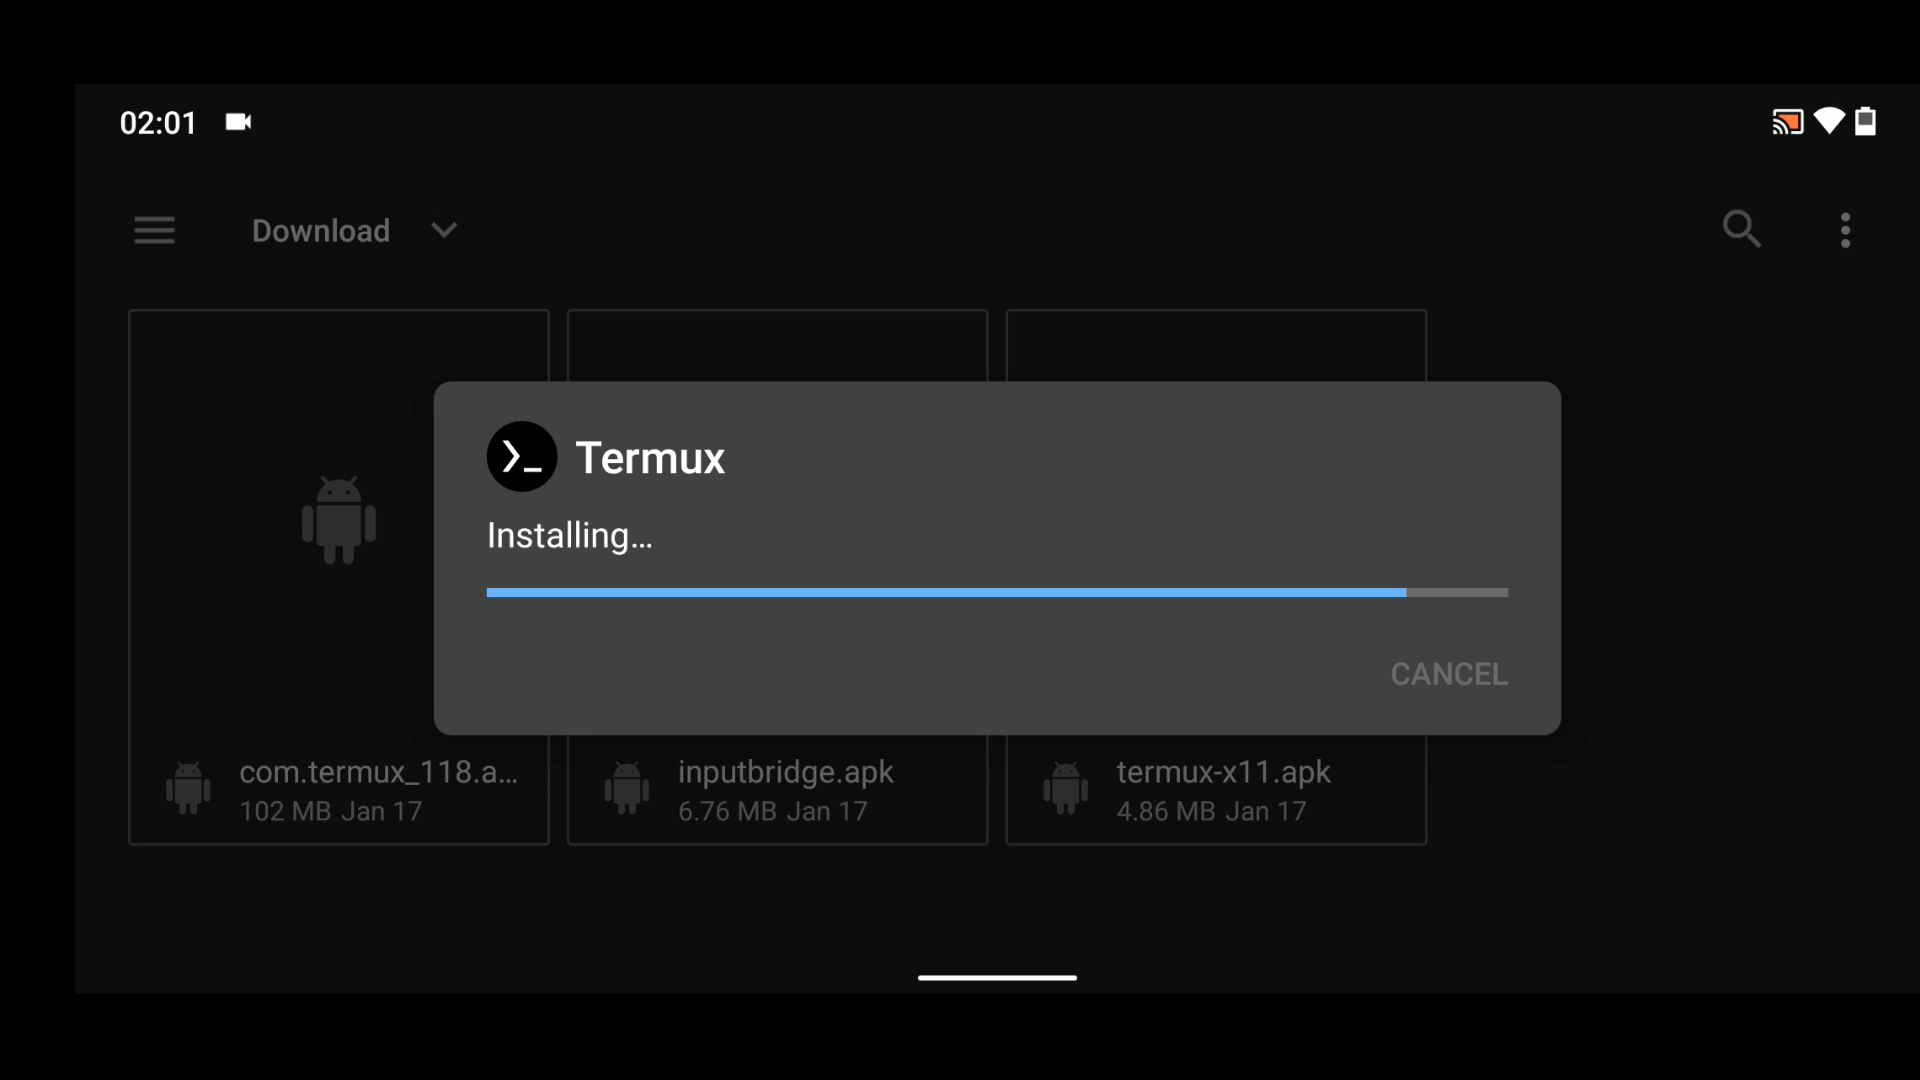 02:01
Download
Termux
Installing...
CANCEL
com.termux_118.a...
102 MB Jan 17
inputbridge.apk
6.76 MB Jan 17
termux-x11.apk
4.86 MB Jan 17